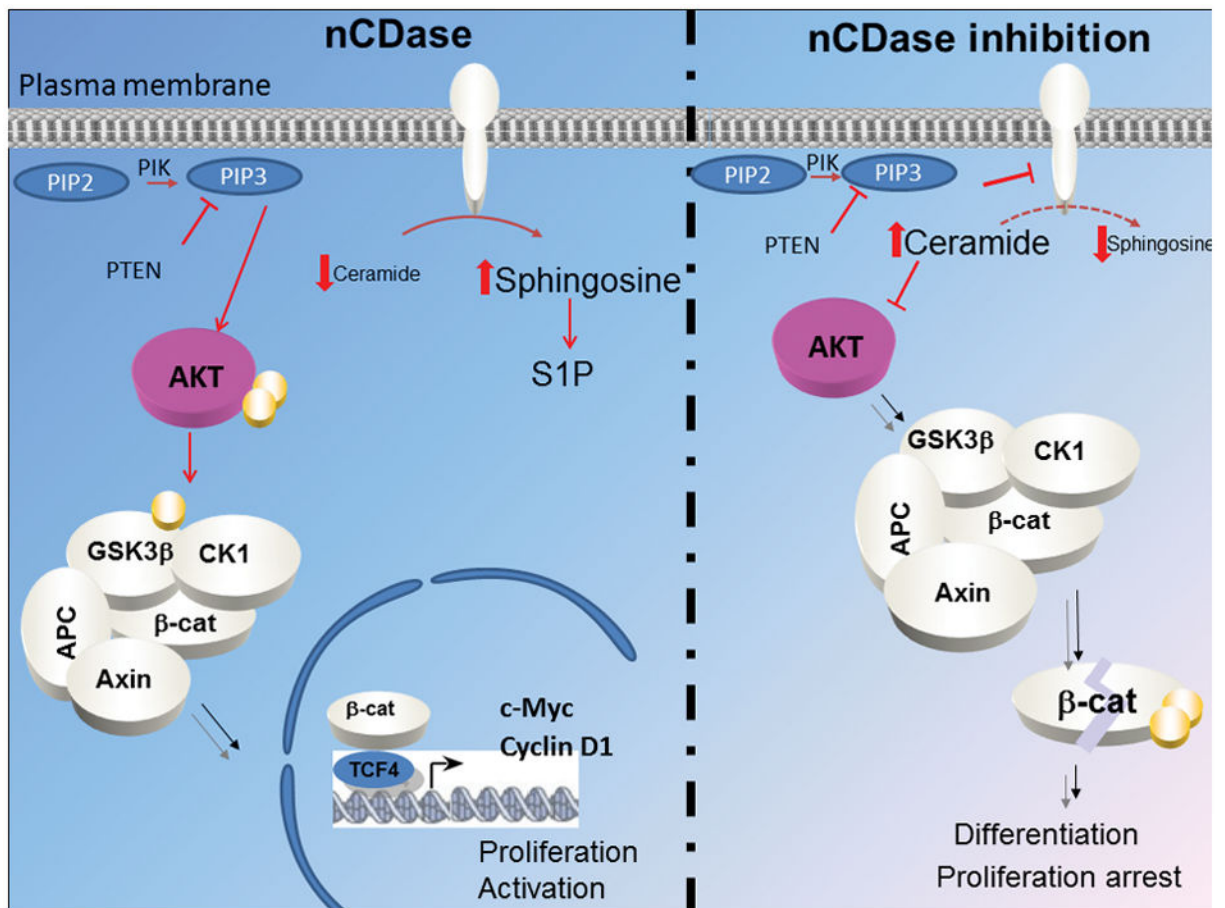 nCDase
Plasma membrane
PIP2
PIK
PIP3
PTEN
Ceramide
Sphingosine
S1P
AKT
GSK3β
CK1
APC
β-cat
Axin
β-cat
TCF4
c-Myc
Cyclin D1
Proliferation
Activation
nCDase inhibition
PIP2
PIK
PIP3
PTEN
Ceramide
Sphingosine
AKT
GSK3β
CK1
APC
β-cat
Axin
β-cat
Differentiation
Proliferation arrest